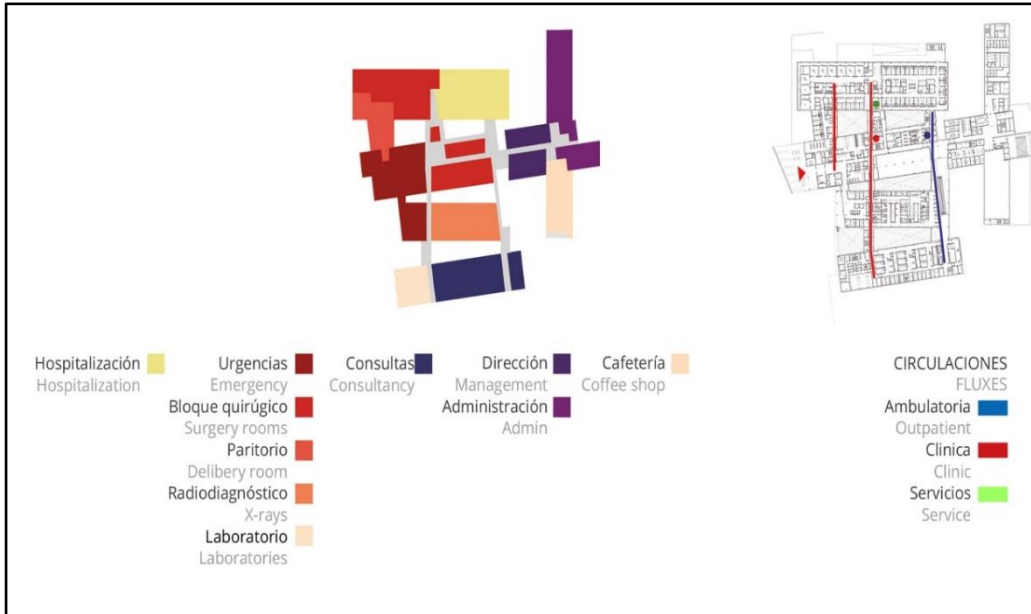 Hospitalización
Hospitalization
Urgencias
Emergency
Bloque quirúgico
Surgery rooms
Paritorio
Delibery room
Radiodiagnóstico
X-rays
Laboratorio
Laboratories
Consultas
Consultancy
Dirección
Management
Administración
Admin
Cafetería
Coffee shop
CIRCULACIONES
FLUXES
Ambulatoria
Outpatient
Clinica
Clinic
Servicios
Service